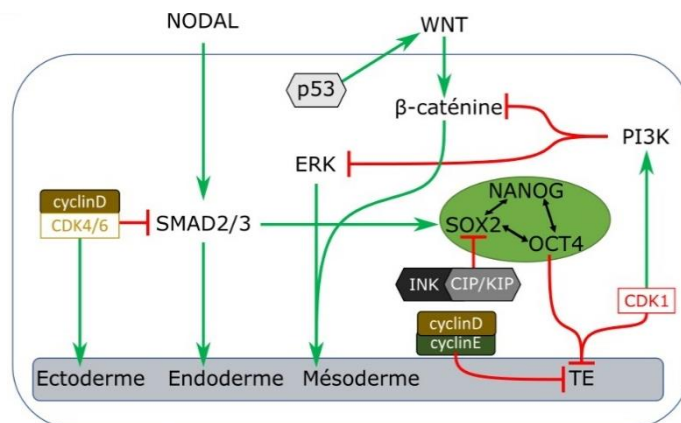 NODAL
WNT
p53
β-caténine
PI3K
ERK
cyclinD
CDK4/6
SMAD2/3
NANOG
SOX2
OCT4
INK
CIP/KIP
CDK1
cyclinD
cyclinE
Ectoderme
Endoderme
Mésoderme
TE